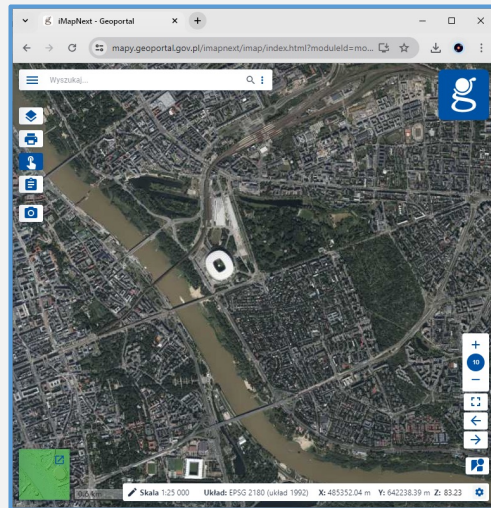 iMapNext - Geoportal
mapy.geoportal.gov.pl/imapnext/imap/index.html?moduleId=mo...
Wyszukaj...
g
10
Skala 1:25 000 Układ: EPSG 2180 (układ 1992) X: 485352.04 m Y: 642238.39 m Z: 83.23